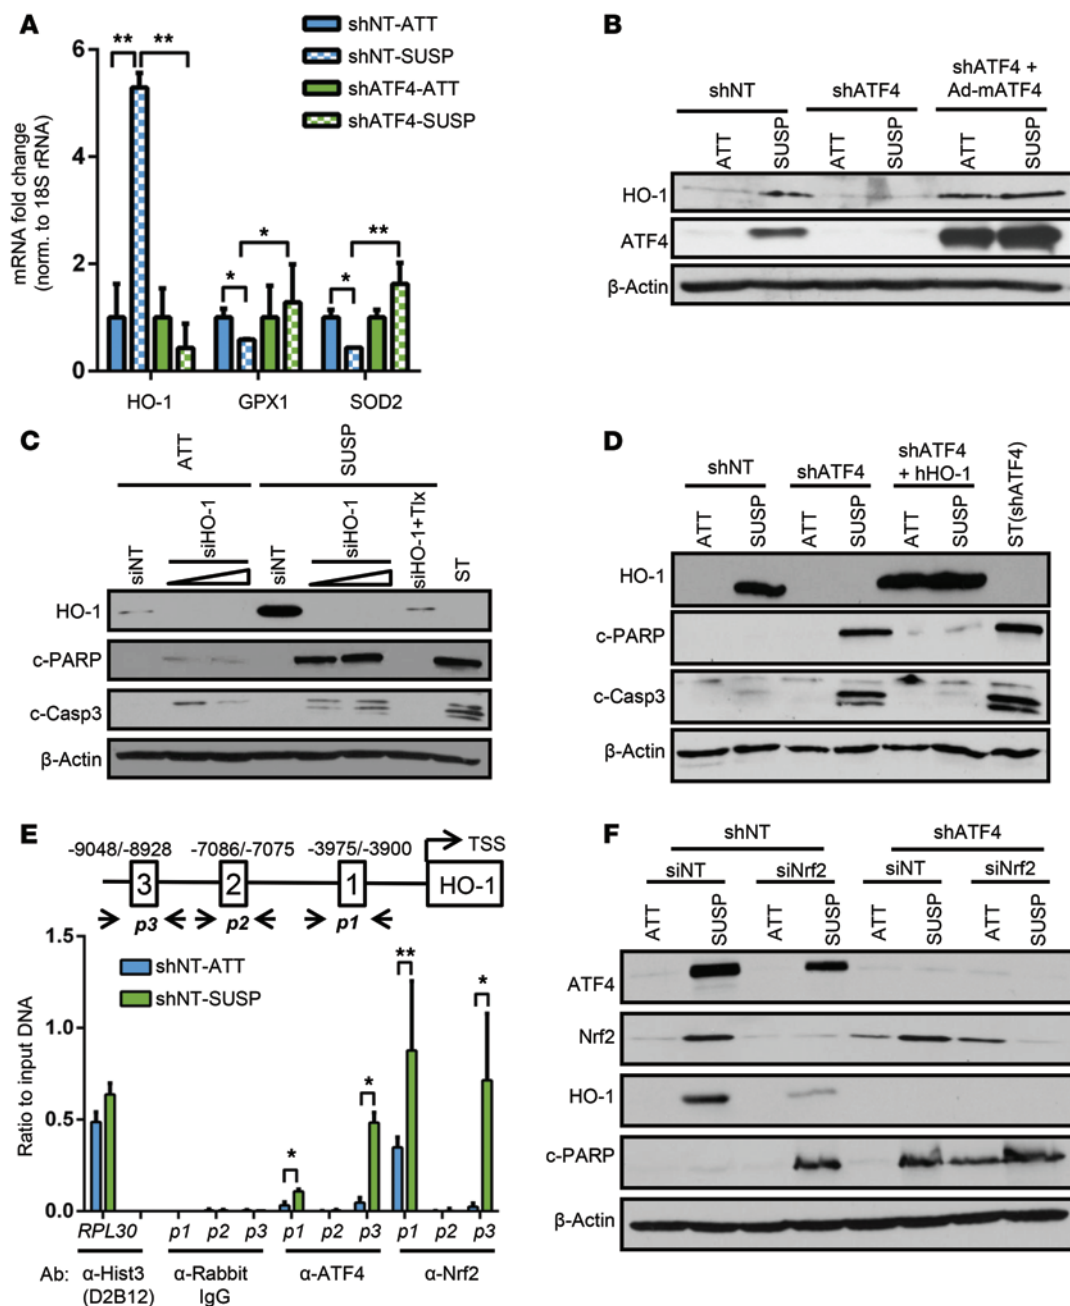 A
mRNA fold change
(norm. to 18S rRNA)
6
4
2
0
** **
* *
* **
shNT-ATT
shNT-SUSP
shATF4-ATT
shATF4-SUSP
HO-1 GPX1 SOD2
B
shNT shATF4 shATF4 +
Ad-mATF4
ATT SUSP ATT SUSP ATT SUSP
HO-1
ATF4
β-Actin
C
ATT SUSP
siNT siHO-1 siNT siHO-1 siHO-1+Tlx ST
HO-1
c-PARP
c-Casp3
β-Actin
D
shNT shATF4 shATF4
+ hHO-1 ST(shATF4)
ATT SUSP ATT SUSP ATT SUSP
HO-1
c-PARP
c-Casp3
β-Actin
E
-9048/-8928 -7086/-7075 -3975/-3900 TSS
3 2 1 HO-1
p3 p2 p1
Ratio to input DNA
1.5
1.0
0.5
0.0
shNT-ATT
shNT-SUSP
* * ** *
RPL30 p1 p2 p3 p1 p2 p3 p1 p2 p3
Ab: α-Hist3 α-Rabbit α-ATF4 α-Nrf2
(D2B12) IgG
F
shNT shATF4
siNT siNrf2 siNT siNrf2
ATT SUSP ATT SUSP ATT SUSP ATT SUSP
ATF4
Nrf2
HO-1
c-PARP
β-Actin